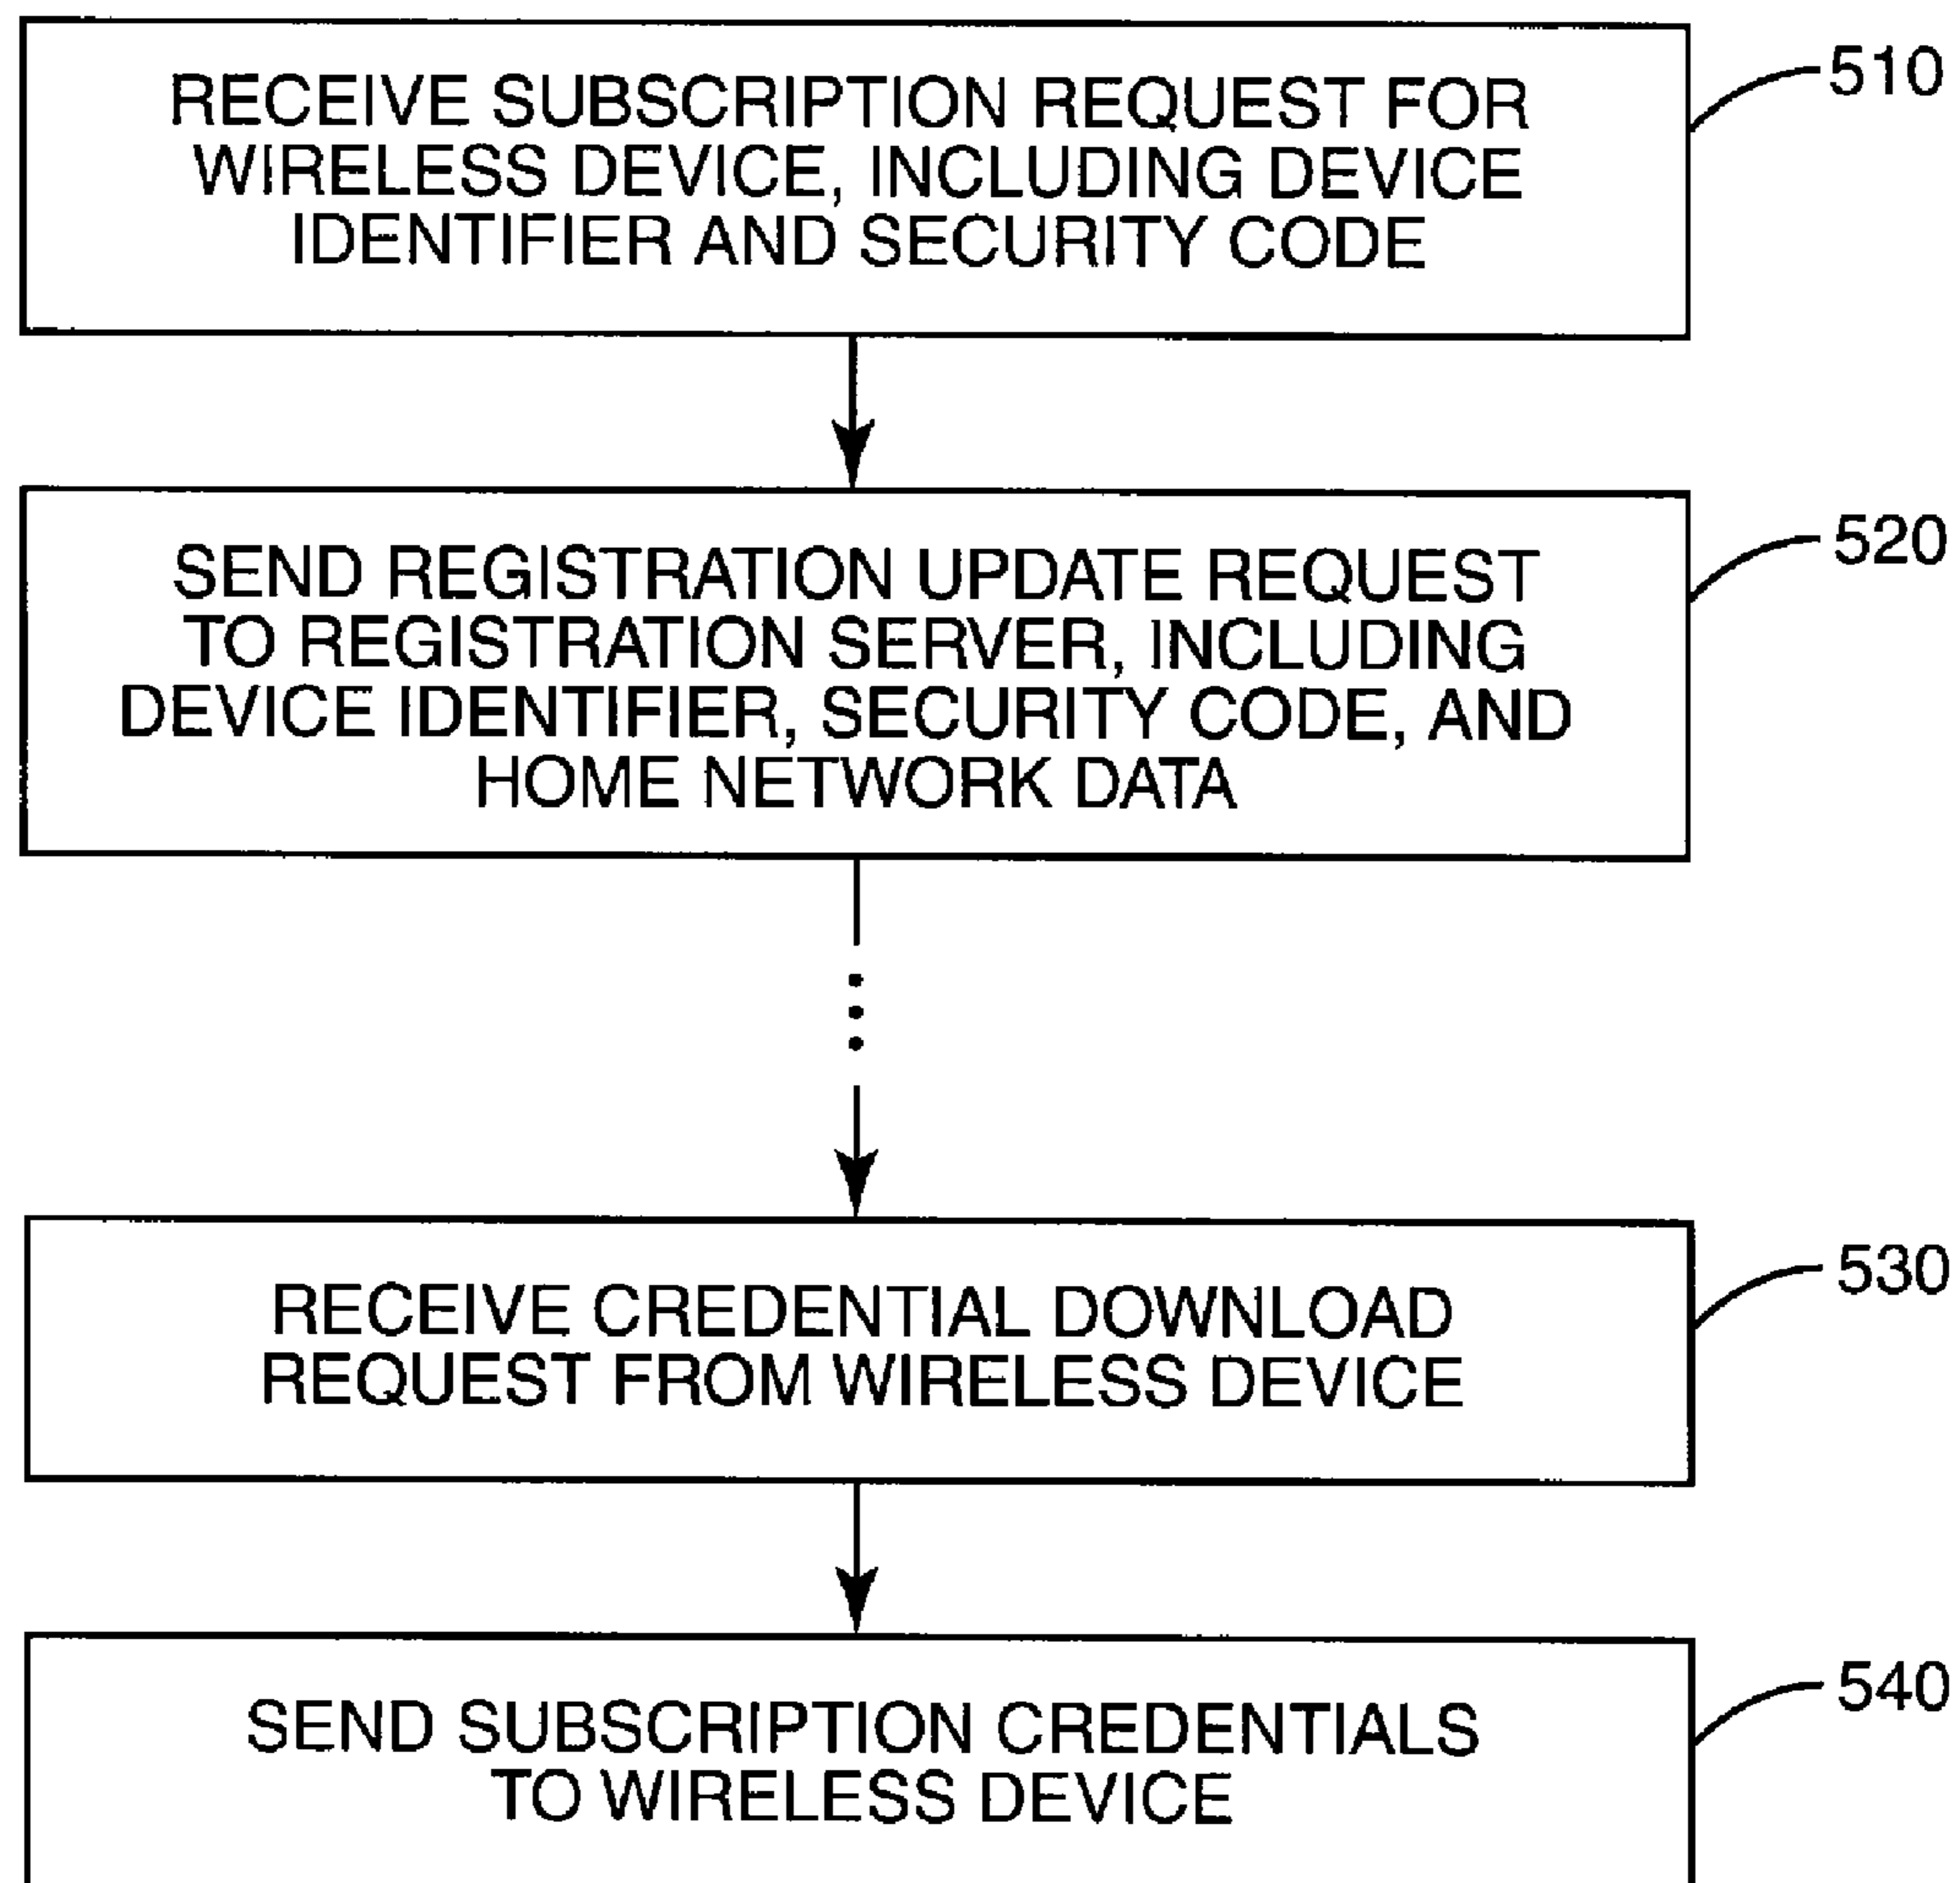 RECEIVE SUBSCRIPTION REQUEST FOR
WIRELESS DEVICE, INCLUDING DEVICE
IDENTIFIER AND SECURITY CODE
510
SEND REGISTRATION UPDATE REQUEST
TO REGISTRATION SERVER, INCLUDING
DEVICE IDENTIFIER, SECURITY CODE, AND
HOME NETWORK DATA
520
RECEIVE CREDENTIAL DOWNLOAD
REQUEST FROM WIRELESS DEVICE
530
SEND SUBSCRIPTION CREDENTIALS
TO WIRELESS DEVICE
540